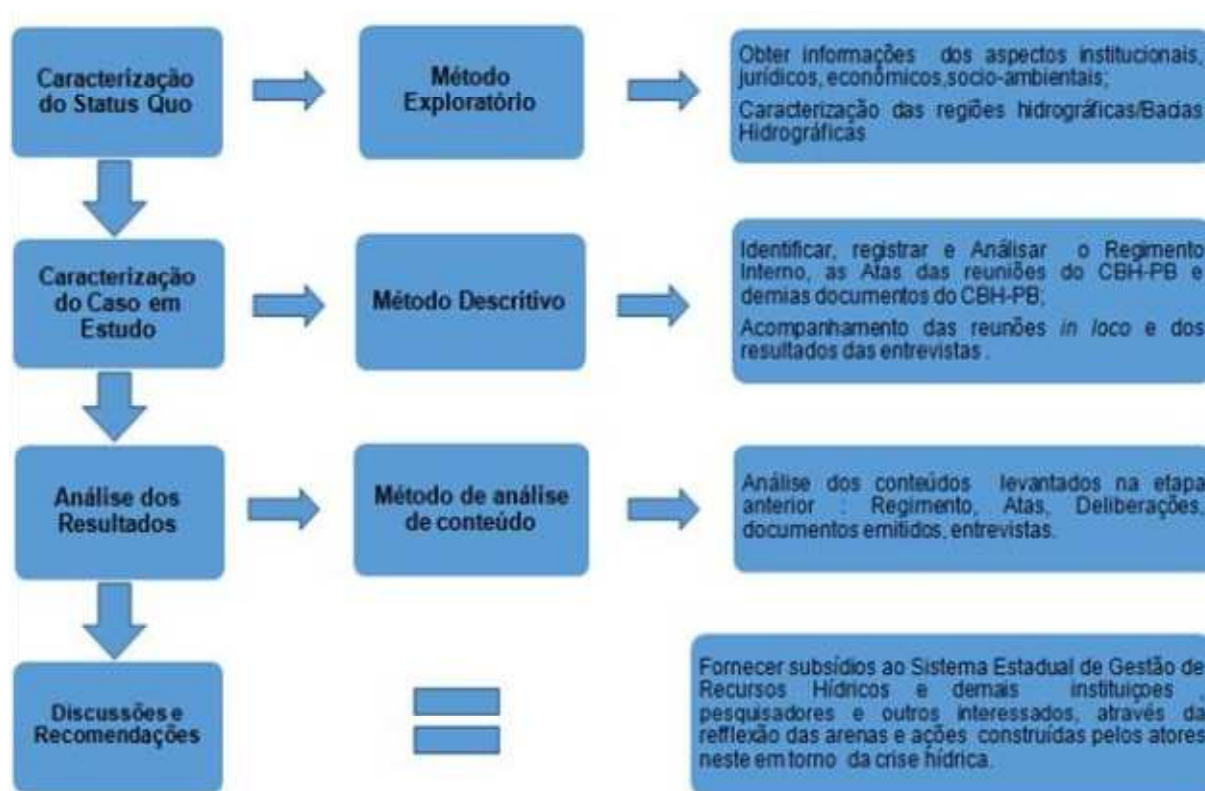 Caracterização
do Status Quo
Método
Exploratório
Obter informações dos aspectos institucionais,
jurídicos, econômicos,socio-ambientais;
Caracterização das regiões hidrográficas/Bacias
Hidrográficas
Caracterização
do Caso em
Estudo
Método Descritivo
Identificar, registrar e Análisar o Regimento
Interno, as Atas das reuniões do CBH-PB e
demias documentos do CBH-PB;
Acompanhamento das reunões in loco e dos
resultados das entrevistas .
Análise dos
Resultados
Método de análise
de conteúdo
Análise dos conteúdos levantados na etapa
anterior : Regimento, Atas, Deliberações,
documentos emitidos, entrevistas.
Discussões e
Recomendações
Fornecer subsídios ao Sistema Estadual de Gestão de
Recursos Hídricos e demais instituiçoes ,
pesquisadores e outros interessados, através da
refflexão das arenas e ações construídas pelos atores
neste em torno da crise hídrica.